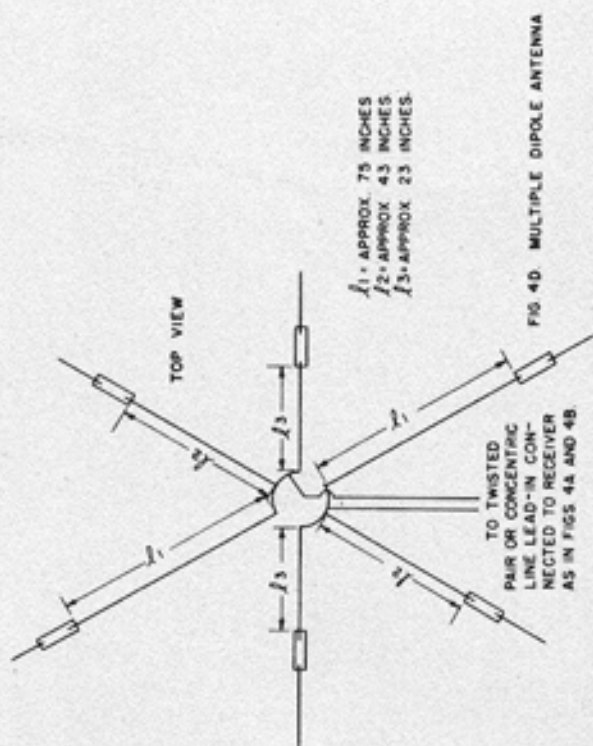 TOP VIEW
ℓ1
ℓ2
ℓ3
ℓ3
ℓ2
ℓ1
ℓ1 = APPROX. 75 INCHES
ℓ2 = APPROX 43 INCHES.
ℓ3 = APPROX 23 INCHES.
TO TWISTED
PAIR OR CONCENTRIC
LINE LEAD-IN CON-
NECTED TO RECEIVER
AS IN FIGS 4A AND 4B.
FIG 4D. MULTIPLE DIPOLE ANTENNA